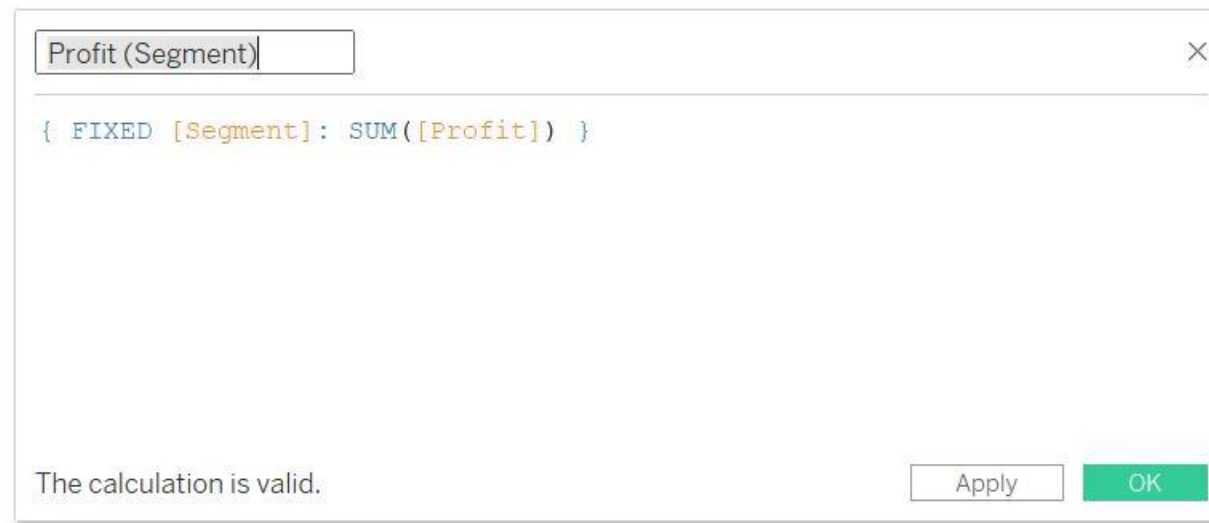 Profit (Segment)
{ FIXED [Segment]: SUM([Profit]) }
The calculation is valid.
Apply
OK